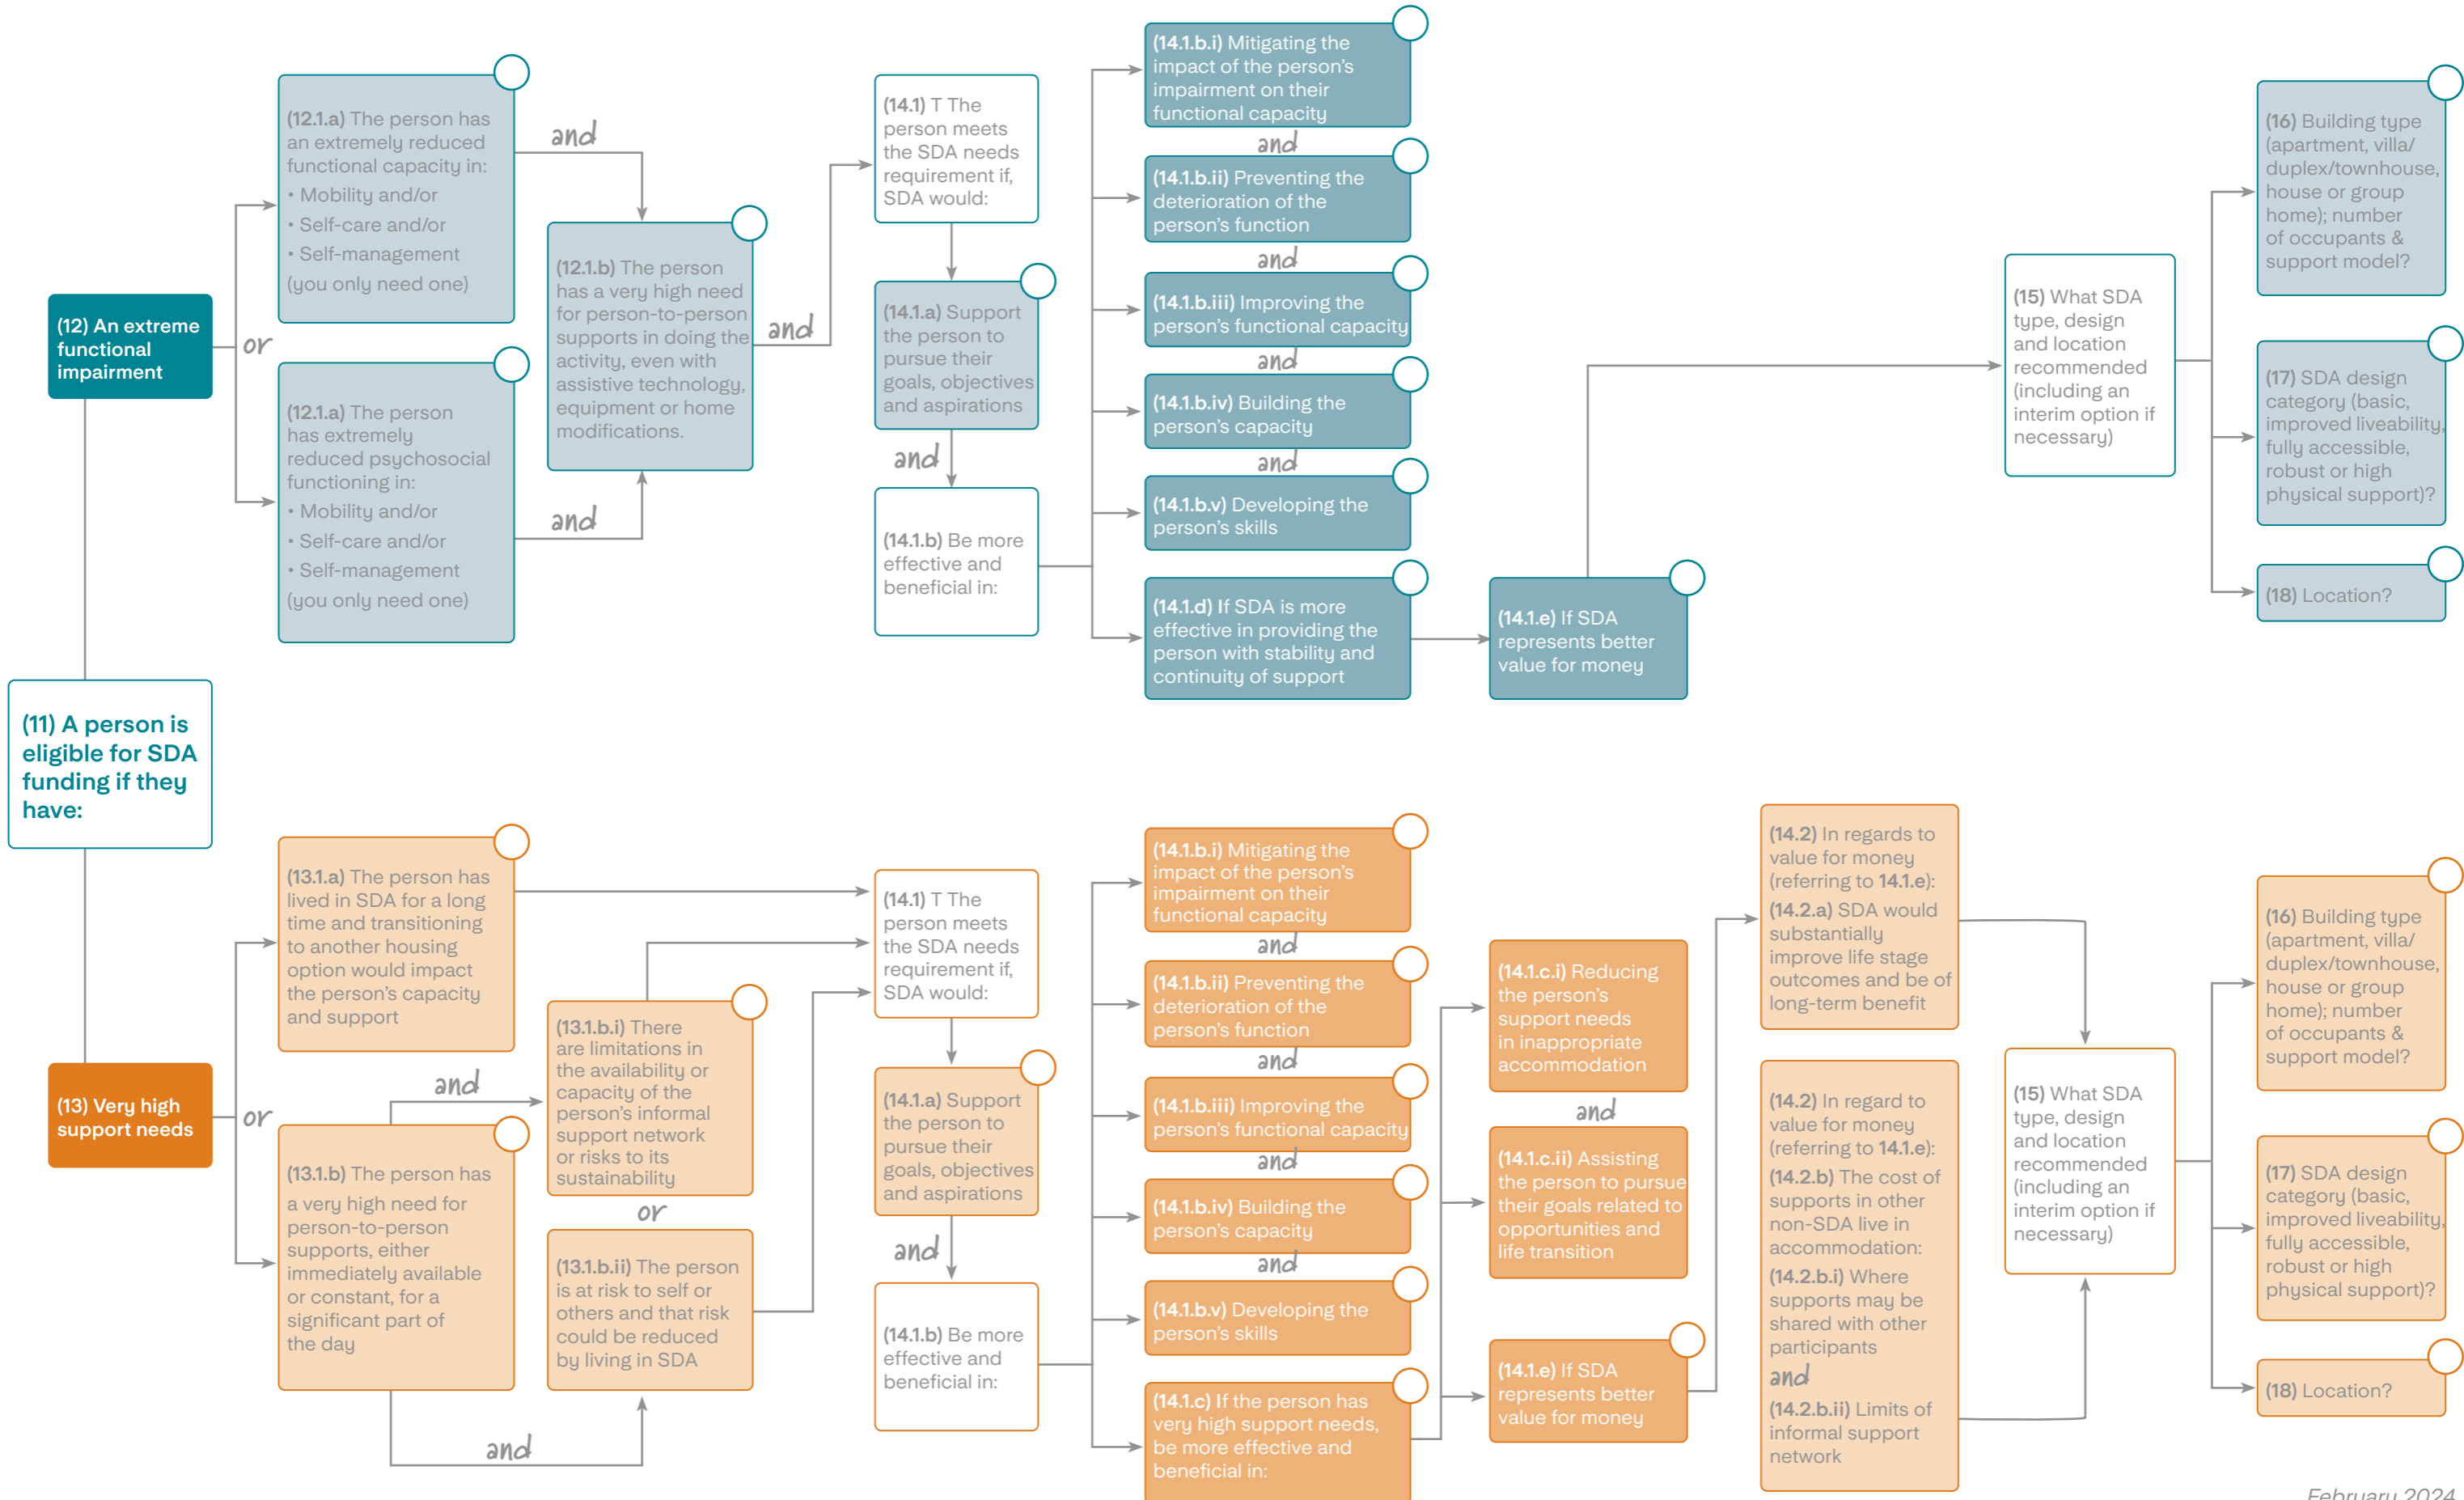 (11) A person is
eligible for SDA
funding if they
have:
(12) An extreme
functional
impairment
or
(12.1.a) The person has
an extremely reduced
functional capacity in:
• Mobility and/or
• Self-care and/or
• Self-management
(you only need one)
and
(12.1.a) The person
has extremely
reduced psychosocial
functioning in:
• Mobility and/or
• Self-care and/or
• Self-management
(you only need one)
and
(12.1.b) The person
has a very high need
for person-to-person
supports in doing the
activity, even with
assistive technology,
equipment or home
modifications.
and
(14.1) T The
person meets
the SDA needs
requirement if,
SDA would:
(14.1.a) Support
the person to
pursue their
goals, objectives
and aspirations
and
(14.1.b) Be more
effective and
beneficial in:
(14.1.b.i) Mitigating the
impact of the person's
impairment on their
functional capacity
and
(14.1.b.ii) Preventing the
deterioration of the
person's function
and
(14.1.b.iii) Improving the
person's functional capacity
and
(14.1.b.iv) Building the
person's capacity
and
(14.1.b.v) Developing the
person's skills
(14.1.d) If SDA is more
effective in providing the
person with stability and
continuity of support
(14.1.e) If SDA
represents better
value for money
(15) What SDA
type, design
and location
recommended
(including an
interim option if
necessary)
(16) Building type
(apartment, villa/
duplex/townhouse,
house or group
home); number
of occupants &
support model?
(17) SDA design
category (basic,
improved liveability,
fully accessible,
robust or high
physical support)?
(18) Location?
(13) Very high
support needs
or
(13.1.a) The person has
lived in SDA for a long
time and transitioning
to another housing
option would impact
the person's capacity
and support
and
(13.1.b) The person has
a very high need for
person-to-person
supports, either
immediately available
or constant, for a
significant part of
the day
and
(13.1.b.i) There
are limitations in
the availability or
capacity of the
person's informal
support network
or risks to its
sustainability
or
(13.1.b.ii) The person
is at risk to self or
others and that risk
could be reduced
by living in SDA
(14.1) T The
person meets
the SDA needs
requirement if,
SDA would:
(14.1.a) Support
the person to
pursue their
goals, objectives
and aspirations
and
(14.1.b) Be more
effective and
beneficial in:
(14.1.b.i) Mitigating the
impact of the person's
impairment on their
functional capacity
and
(14.1.b.ii) Preventing the
deterioration of the
person's function
and
(14.1.b.iii) Improving the
person's functional capacity
and
(14.1.b.iv) Building the
person's capacity
and
(14.1.b.v) Developing the
person's skills
(14.1.c) If the person has
very high support needs,
be more effective and
beneficial in:
(14.1.c.i) Reducing
the person's
support needs
in inappropriate
accommodation
and
(14.1.c.ii) Assisting
the person to pursue
their goals related to
opportunities and
life transition
(14.1.e) If SDA
represents better
value for money
(14.2) In regards to
value for money
(referring to 14.1.e):
(14.2.a) SDA would
substantially
improve life stage
outcomes and be of
long-term benefit
(14.2) In regard to
value for money
(referring to 14.1.e):
(14.2.b) The cost of
supports in other
non-SDA live in
accommodation:
(14.2.b.i) Where
supports may be
shared with other
participants
and
(14.2.b.ii) Limits of
informal support
network
(15) What SDA
type, design
and location
recommended
(including an
interim option if
necessary)
(16) Building type
(apartment, villa/
duplex/townhouse,
house or group
home); number
of occupants &
support model?
(17) SDA design
category (basic,
improved liveability,
fully accessible,
robust or high
physical support)?
(18) Location?
February 2024